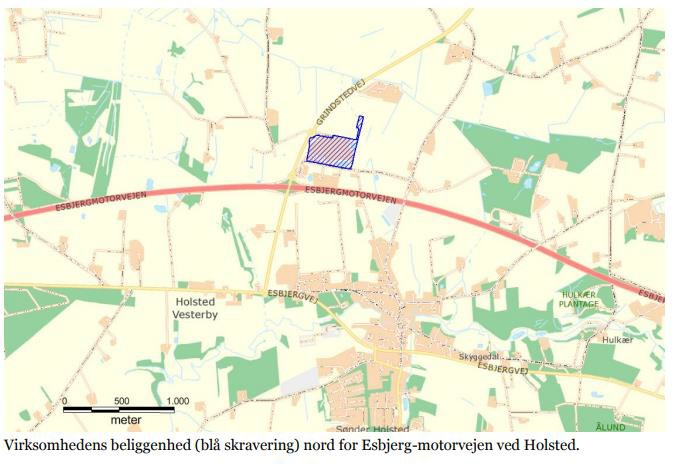 GRINDSTEDVEJ
ESBJERGMOTORVEJEN
ESBJERGMOTORVEJEN
HULKÆR
PLANTAGE
Holsted
Vesterby
ESBJERGVEJ
Hulkær
Skyggedal
ESBJERGVEJ
0 500 1.000
meter
Sønder Holsted
ÅLUND
Virksomhedens beliggenhed (blå skravering) nord for Esbjerg-motorvejen ved Holsted.